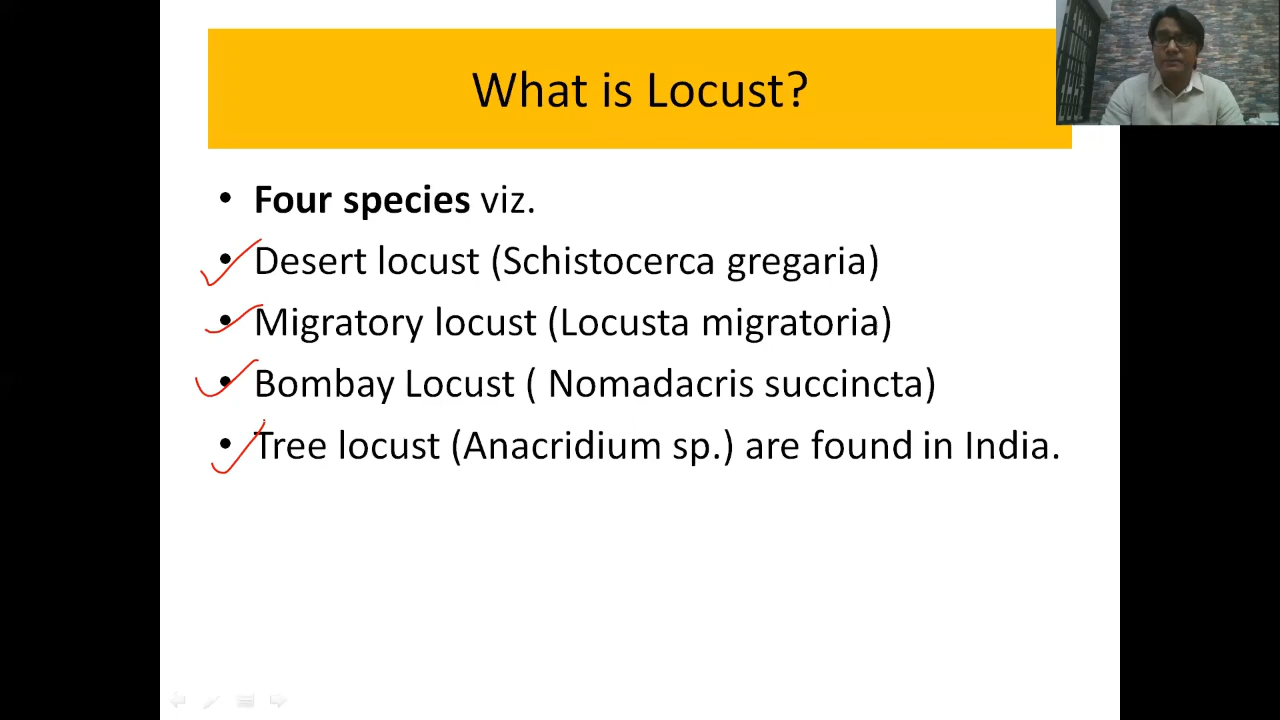 What is Locust?
• Four species viz.
• Desert locust (Schistocerca gregaria)
• Migratory locust (Locusta migratoria)
• Bombay Locust ( Nomadacris succincta)
• Tree locust (Anacridium sp.) are found in India.